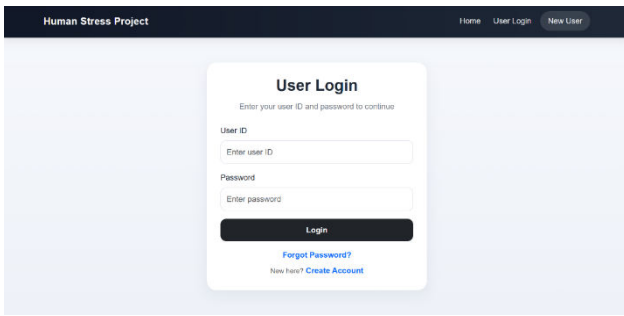 Human Stress Project
Home User Login New User
User Login
Enter your user ID and password to continue
User ID
Enter user ID
Password
Enter password
Login
Forgot Password?
New here? Create Account